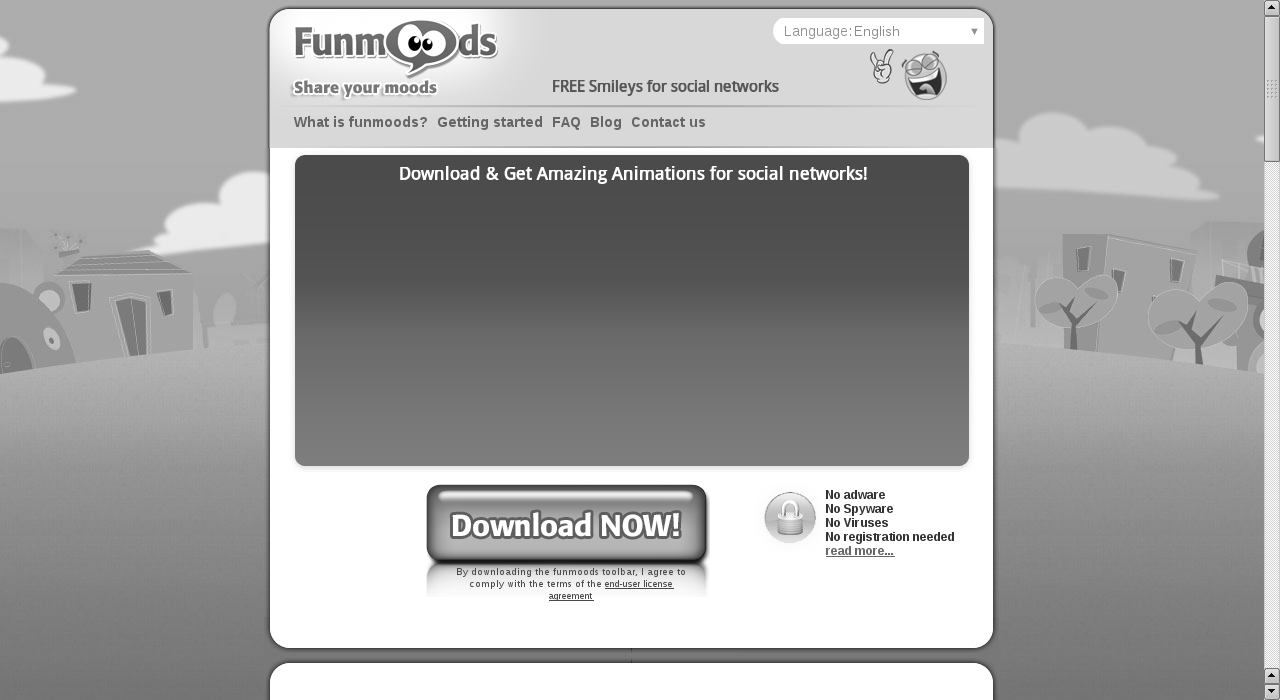 Funmoods
Share your moods
Language: English
FREE Smileys for social networks
What is funmoods? Getting started FAQ Blog Contact us
Download & Get Amazing Animations for social networks!
Download NOW!
By downloading the funmoods toolbar, I agree to
comply with the terms of the end-user license
agreement
No adware
No Spyware
No Viruses
No registration needed
read more...